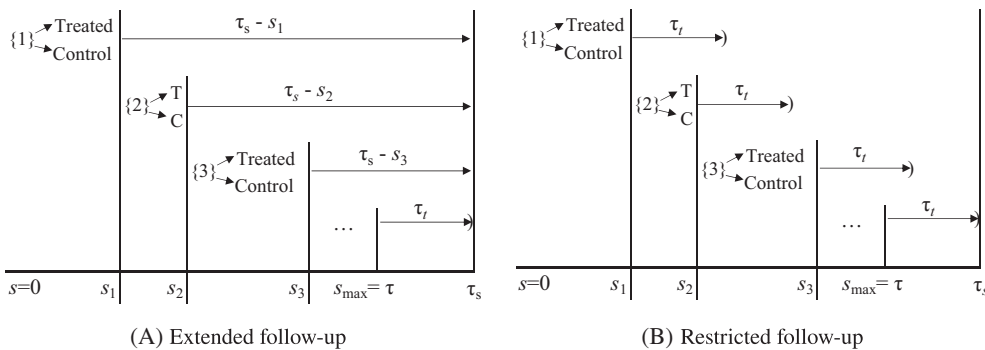 {1} Treated Control τₛ - s₁
{2} T C τₛ - s₂
{3} Treated Control τₛ - s₃
... τₜ )
s=0 s₁ s₂ s₃ sₘₐₓ= τ τₛ
(A) Extended follow-up
{1} Treated Control τₜ )
{2} T C τₜ )
{3} Treated Control τₜ )
... τₜ )
s=0 s₁ s₂ s₃ sₘₐₓ= τ τₛ
(B) Restricted follow-up